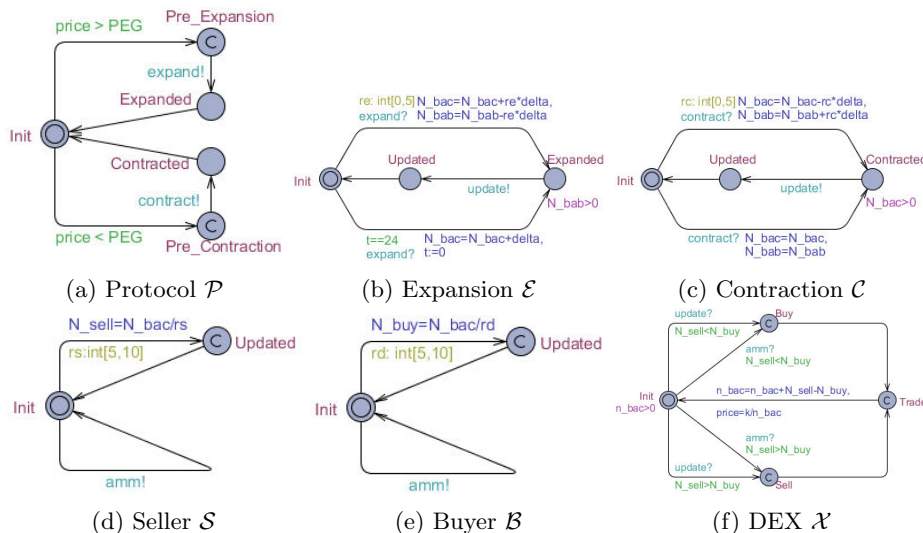 Pre_Expansion
price > PEG
C
expand!
Expanded
Init
Contracted
contract!
C
price < PEG
Pre_Contraction
(a) Protocol P
re: int[0,5] N_bac=N_bac+re*delta,
expand? N_bab=N_bab-re*delta
Updated
Expanded
Init
update!
N_bab>0
t==24 N_bac=N_bac+delta,
expand? t:=0
(b) Expansion E
rc: int[0,5] N_bac=N_bac-rc*delta,
contract? N_bab=N_bab+rc*delta
Updated
Contracted
Init
update!
N_bac>0
contract? N_bac=N_bac,
N_bab=N_bab
(c) Contraction C
N_sell=N_bac/rs
C
Updated
rs:int[5,10]
Init
amm!
(d) Seller S
N_buy=N_bac/rd
C
Updated
rd: int[5,10]
Init
amm!
(e) Buyer B
update?
Buy
C
N_sell<N_buy
amm?
N_sell<N_buy
Init
n_bac>0
n_bac=n_bac+N_sell-N_buy,
C
Trade
price=k/n_bac
amm?
N_sell>N_buy
update?
C
N_sell>N_buy
Sell
(f) DEX X